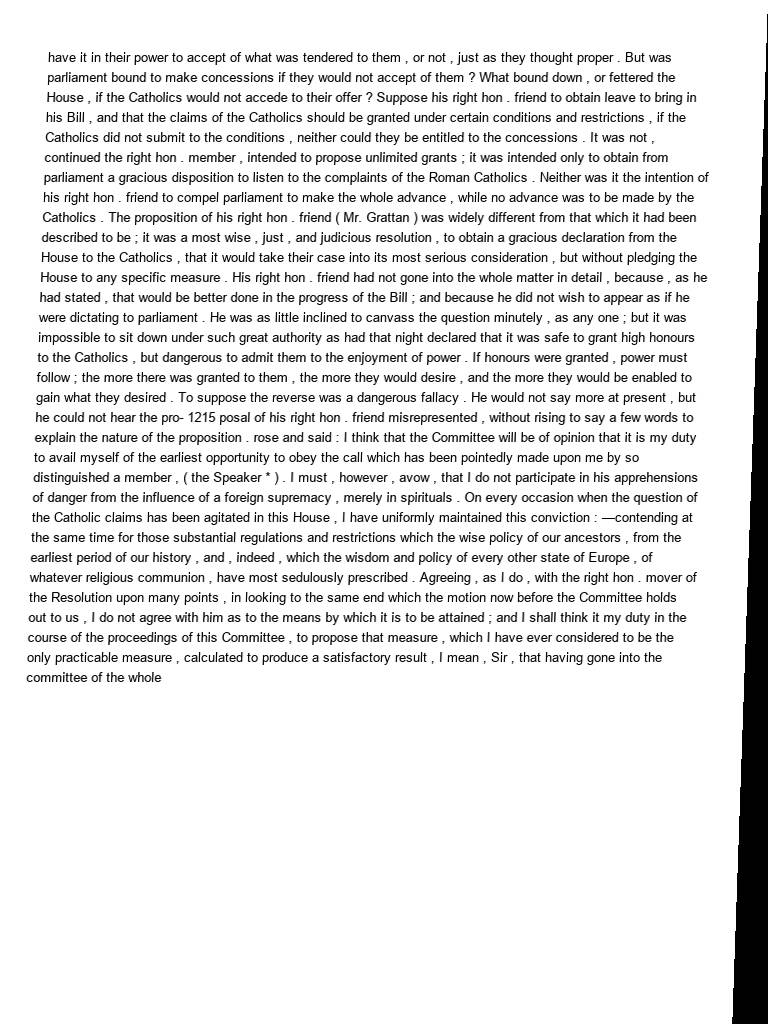 have it in their power to accept of what was tendered to them , or not , just as they thought proper . But was
parliament bound to make concessions if they would not accept of them ? What bound down , or fettered the
House , if the Catholics would not accede to their offer ? Suppose his right hon . friend to obtain leave to bring in
his Bill , and that the claims of the Catholics should be granted under certain conditions and restrictions , if the
Catholics did not submit to the conditions , neither could they be entitled to the concessions . It was not ,
continued the right hon . member , intended to propose unlimited grants ; it was intended only to obtain from
parliament a gracious disposition to listen to the complaints of the Roman Catholics . Neither was it the intention of
his right hon . friend to compel parliament to make the whole advance , while no advance was to be made by the
Catholics . The proposition of his right hon . friend ( Mr. Grattan ) was widely different from that which it had been
described to be ; it was a most wise , just , and judicious resolution , to obtain a gracious declaration from the
House to the Catholics , that it would take their case into its most serious consideration , but without pledging the
House to any specific measure . His right hon . friend had not gone into the whole matter in detail , because , as he
had stated , that would be better done in the progress of the Bill ; and because he did not wish to appear as if he
were dictating to parliament . He was as little inclined to canvass the question minutely , as any one ; but it was
impossible to sit down under such great authority as had that night declared that it was safe to grant high honours
to the Catholics , but dangerous to admit them to the enjoyment of power . If honours were granted , power must
follow ; the more there was granted to them , the more they would desire , and the more they would be enabled to
gain what they desired . To suppose the reverse was a dangerous fallacy . He would not say more at present , but
he could not hear the pro- 1215 posal of his right hon . friend misrepresented , without rising to say a few words to
explain the nature of the proposition . rose and said : I think that the Committee will be of opinion that it is my duty
to avail myself of the earliest opportunity to obey the call which has been pointedly made upon me by so
distinguished a member , ( the Speaker * ) . I must , however , avow , that I do not participate in his apprehensions
of danger from the influence of a foreign supremacy , merely in spirituals . On every occasion when the question of
the Catholic claims has been agitated in this House , I have uniformly maintained this conviction : —contending at
the same time for those substantial regulations and restrictions which the wise policy of our ancestors , from the
earliest period of our history , and , indeed , which the wisdom and policy of every other state of Europe , of
whatever religious communion , have most sedulously prescribed . Agreeing , as I do , with the right hon . mover of
the Resolution upon many points , in looking to the same end which the motion now before the Committee holds
out to us , I do not agree with him as to the means by which it is to be attained ; and I shall think it my duty in the
course of the proceedings of this Committee , to propose that measure , which I have ever considered to be the
only practicable measure , calculated to produce a satisfactory result , I mean , Sir , that having gone into the
committee of the whole